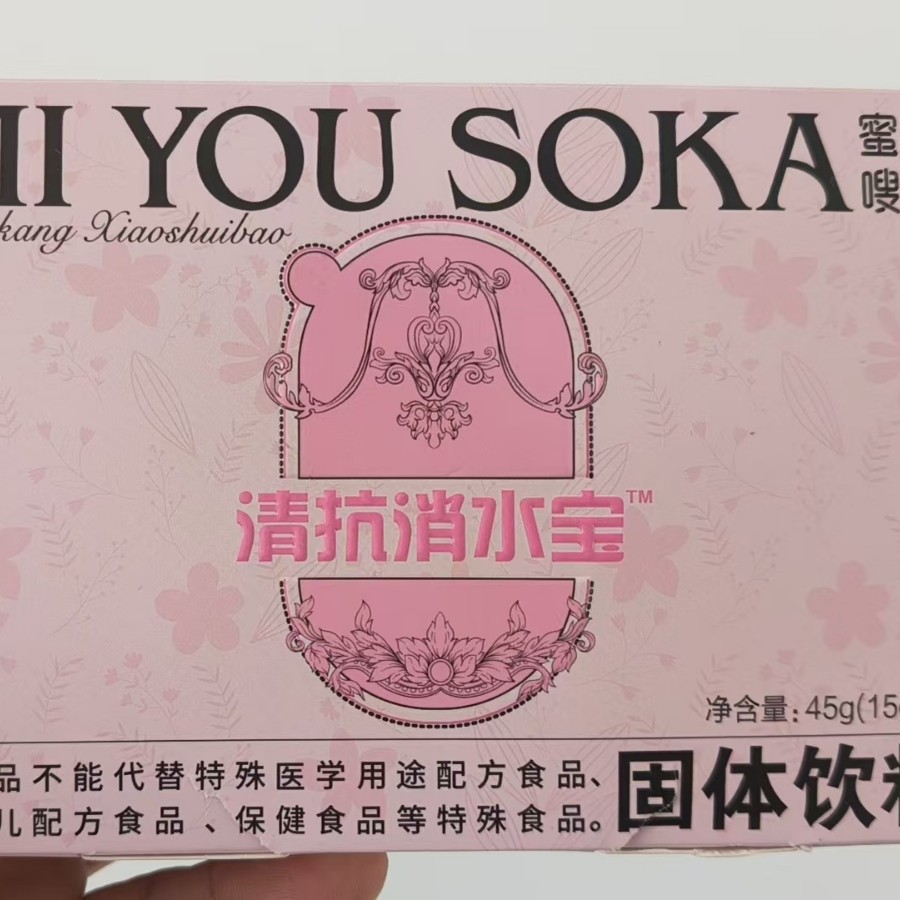 MI YOU SOKA
蜜
嗖
kang Xiaoshuibao
清抗消水宝™
净含量:45g(15
品不能代替特殊医学用途配方食品、
儿配方食品、保健食品等特殊食品。
固体饮料